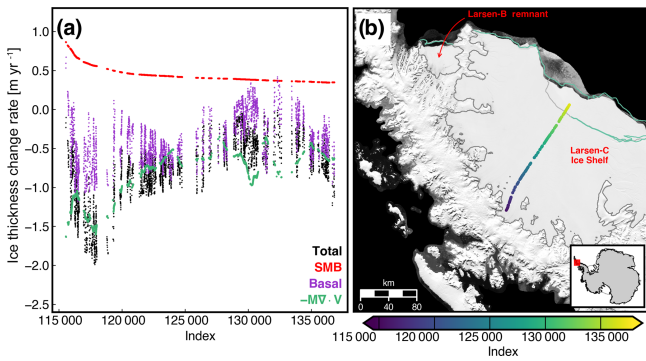 (a)
Ice thickness change rate [m yr⁻¹]
1.0
0.5
0.0
−0.5
−1.0
−1.5
−2.0
−2.5
Total
SMB
Basal
−M∇ · V
115 000 120 000 125 000 130 000 135 000
Index
(b)
Larsen-B remnant
Larsen-C
Ice Shelf
km
0 40 80
115 000 120 000 125 000 130 000 135 000
Index